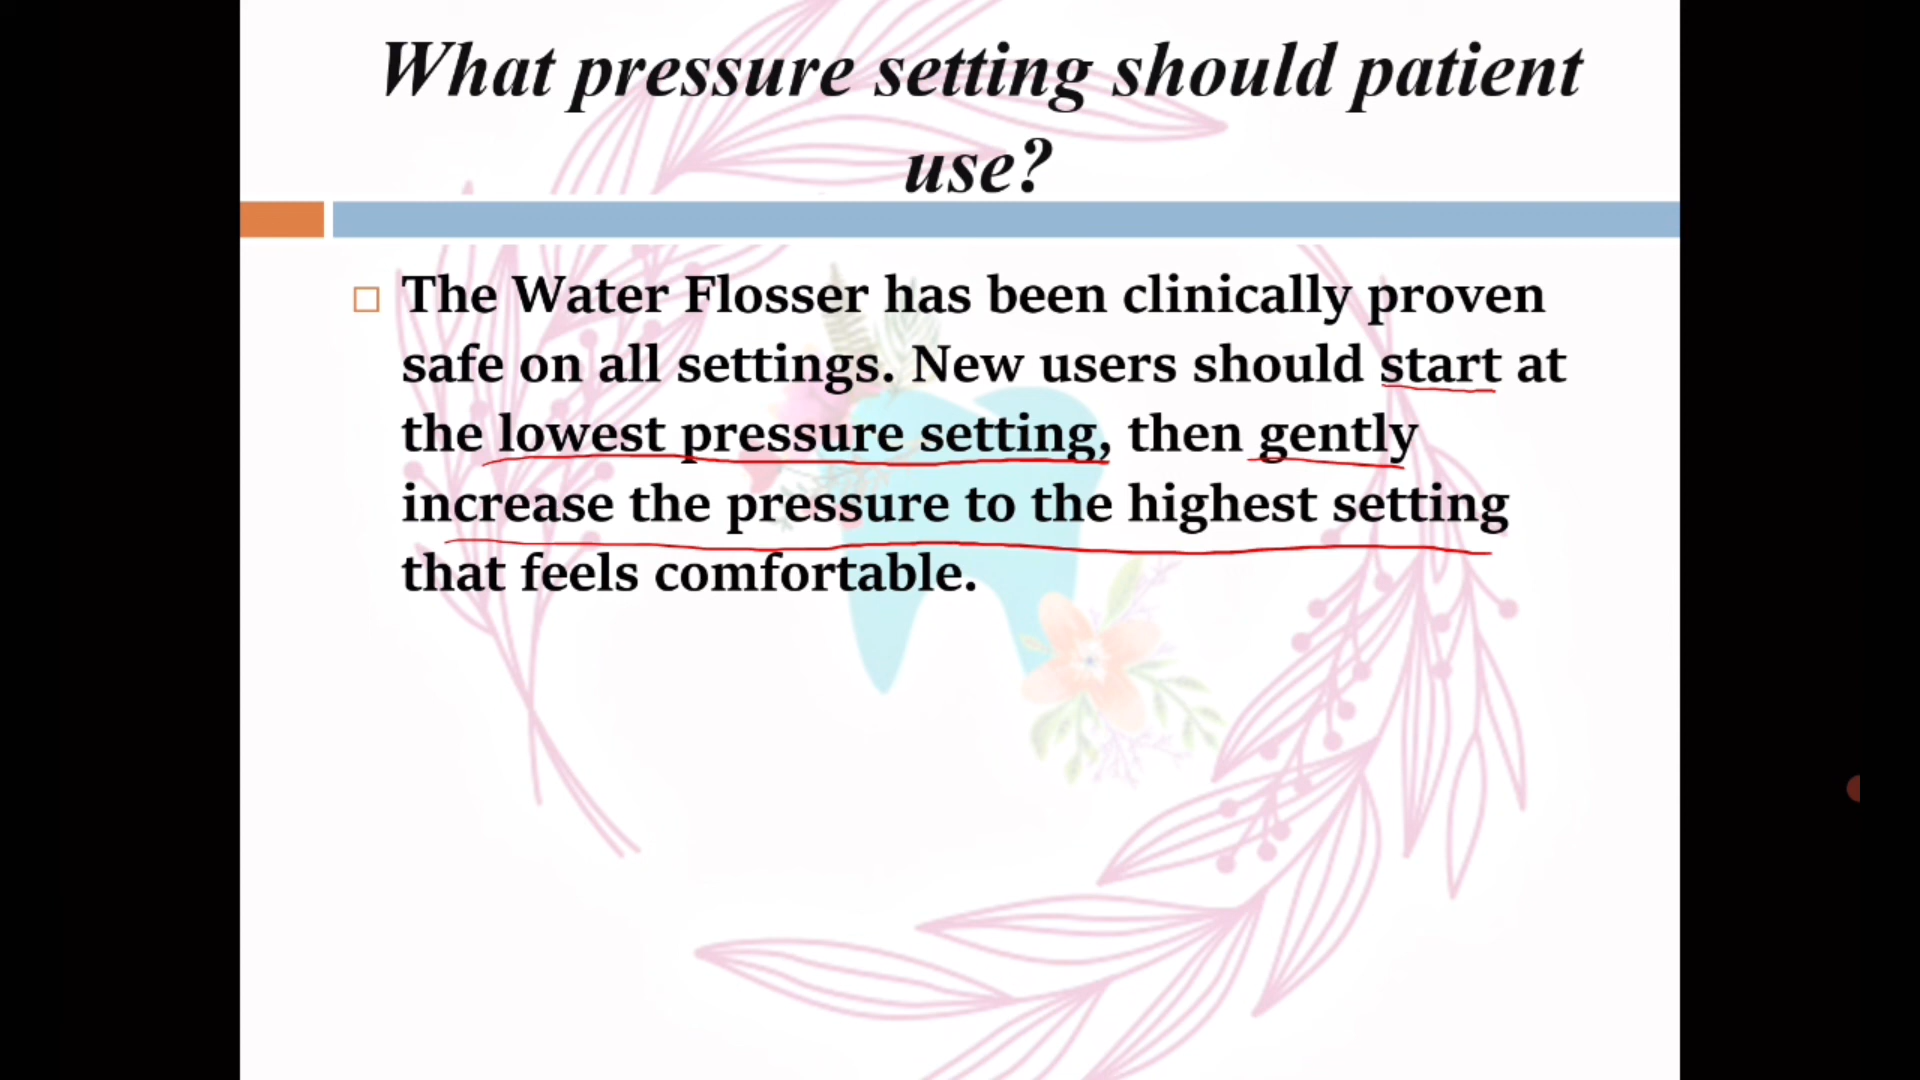 What pressure setting should patient
use?
The Water Flosser has been clinically proven
safe on all settings. New users should start at
the lowest pressure setting, then gently
increase the pressure to the highest setting
that feels comfortable.